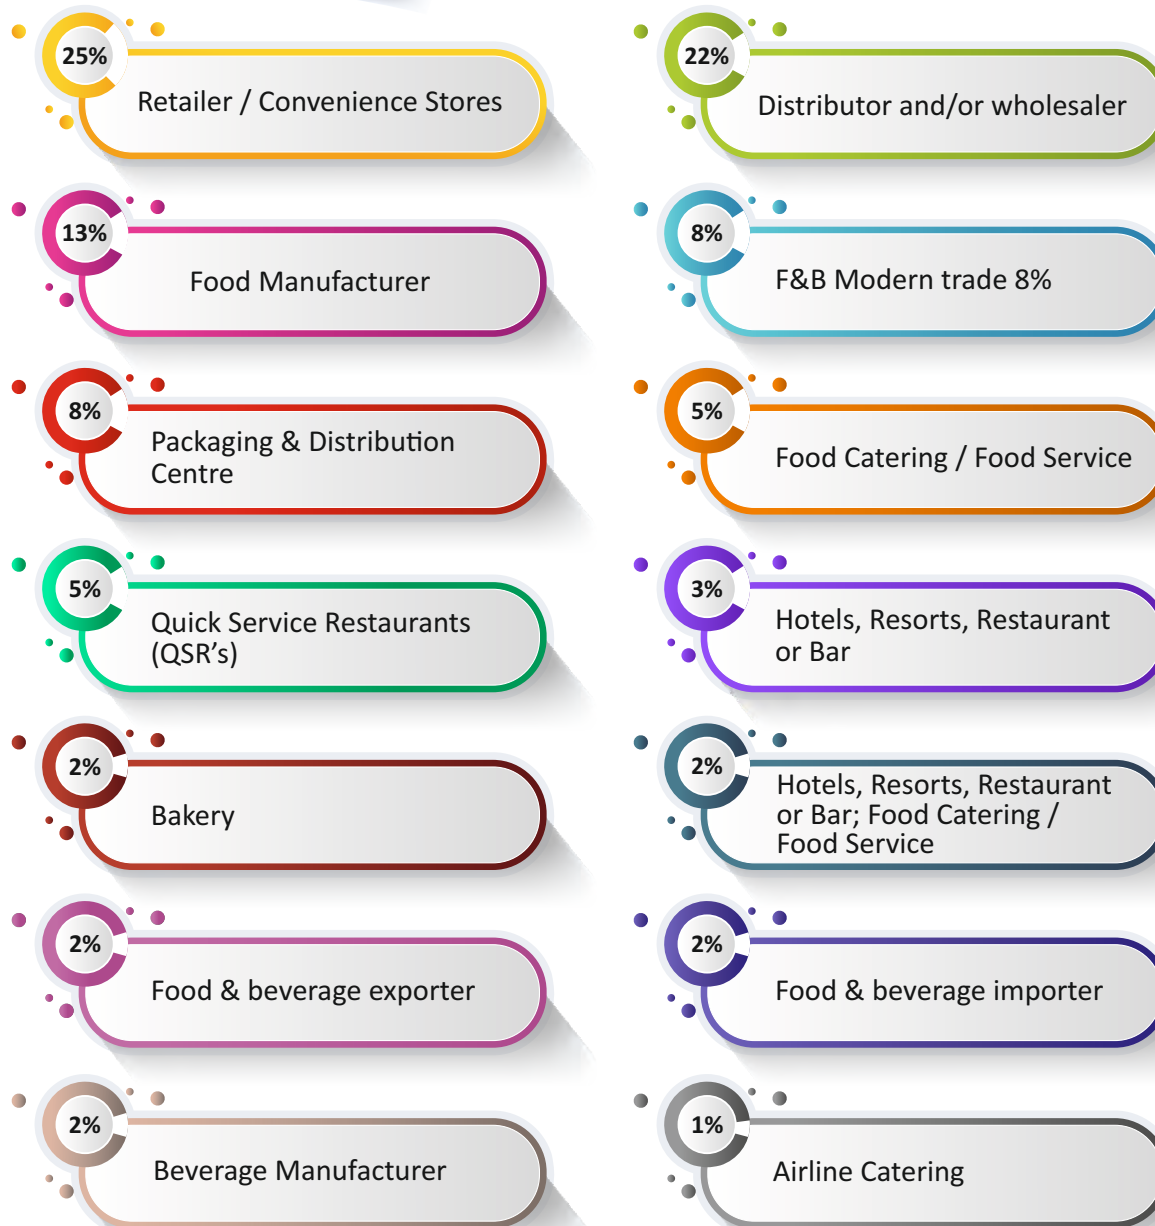 25%
Retailer / Convenience Stores
22%
Distributor and/or wholesaler
13%
Food Manufacturer
8%
F&B Modern trade 8%
8%
Packaging & Distribution
Centre
5%
Food Catering / Food Service
5%
Quick Service Restaurants
(QSR's)
3%
Hotels, Resorts, Restaurant
or Bar
2%
Bakery
2%
Hotels, Resorts, Restaurant
or Bar; Food Catering /
Food Service
2%
Food & beverage exporter
2%
Food & beverage importer
2%
Beverage Manufacturer
1%
Airline Catering